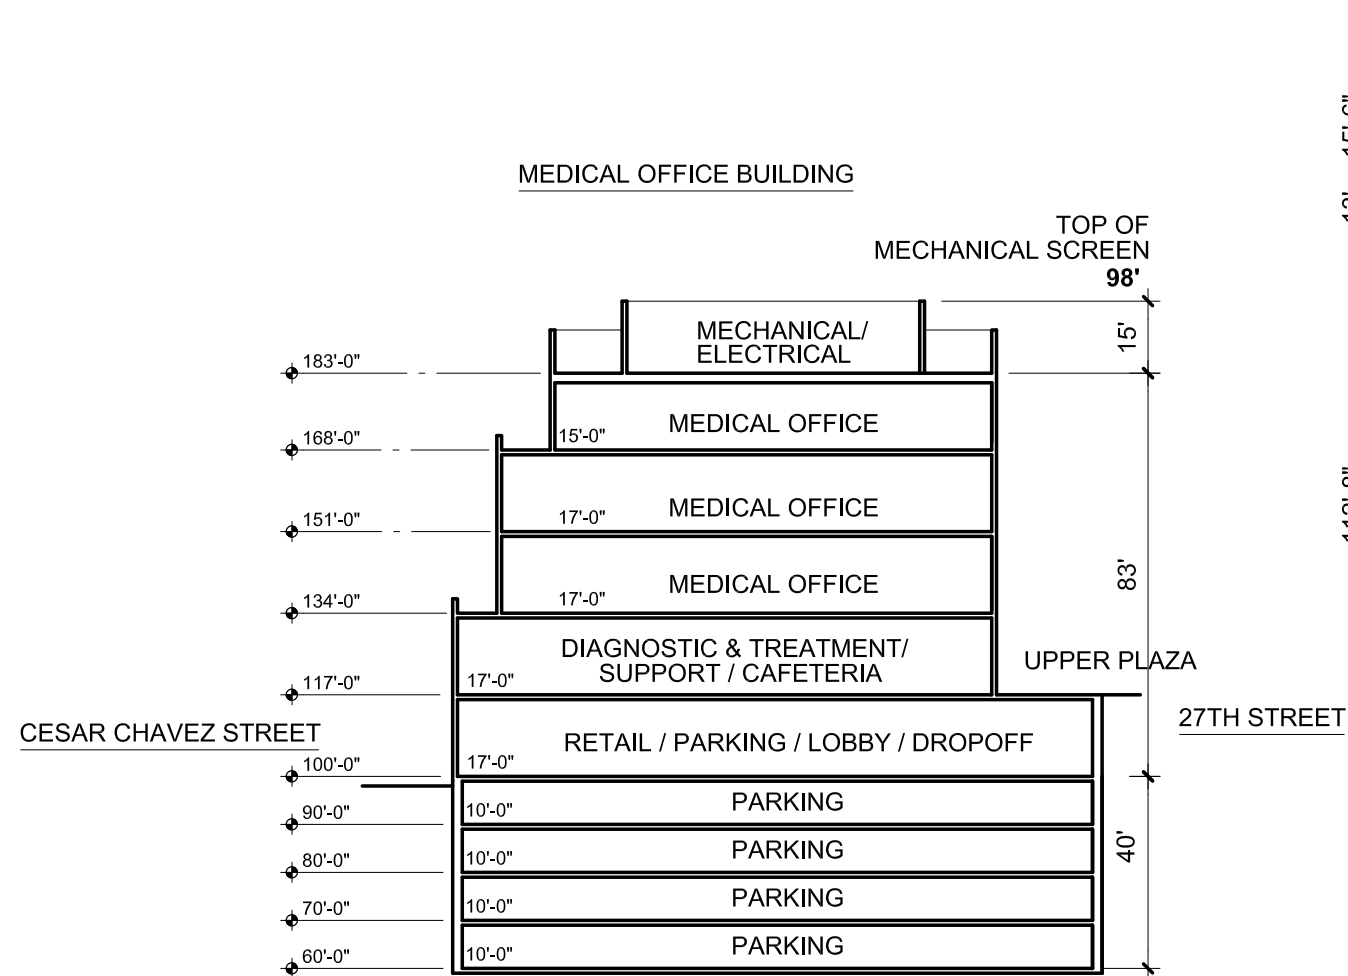 MEDICAL OFFICE BUILDING
TOP OF
MECHANICAL SCREEN
98'
MECHANICAL/
ELECTRICAL
15'
183'-0"
MEDICAL OFFICE
15'-0"
168'-0"
MEDICAL OFFICE
17'-0"
151'-0"
83'
MEDICAL OFFICE
17'-0"
134'-0"
DIAGNOSTIC & TREATMENT/
SUPPORT / CAFETERIA
UPPER PLAZA
17'-0"
117'-0"
CESAR CHAVEZ STREET
27TH STREET
RETAIL / PARKING / LOBBY / DROPOFF
17'-0"
100'-0"
PARKING
10'-0"
90'-0"
40'
PARKING
10'-0"
80'-0"
PARKING
10'-0"
70'-0"
PARKING
10'-0"
60'-0"